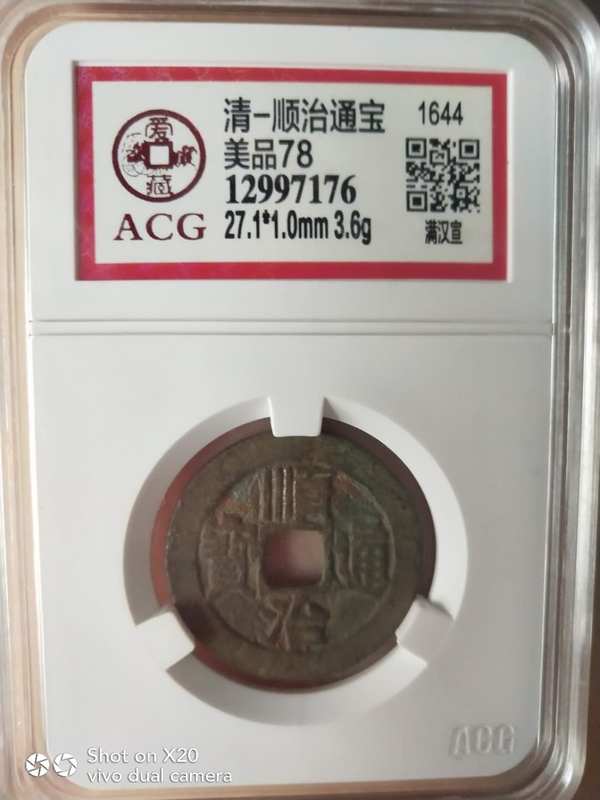 清-顺治通宝 1644
美品78
12997176
27.1*1.0mm 3.6g
满汉宣
爱藏
ACG
順治通寶
ACG
Shot on X20
vivo dual camera